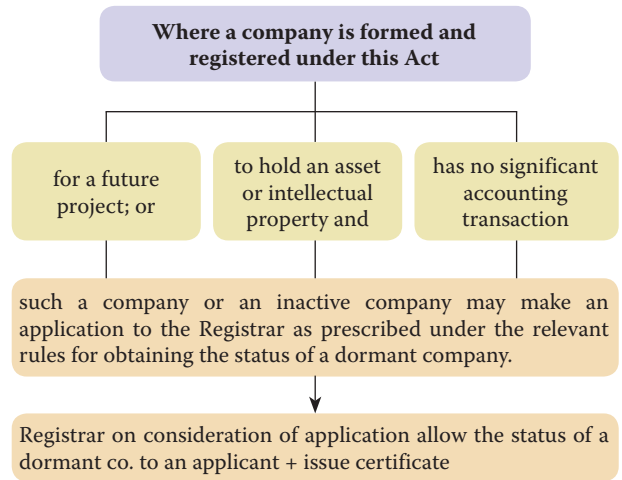 Where a company is formed and
registered under this Act
for a future
project; or
to hold an asset
or intellectual
property and
has no significant
accounting
transaction
such a company or an inactive company may make an
application to the Registrar as prescribed under the relevant
rules for obtaining the status of a dormant company.
Registrar on consideration of application allow the status of a
dormant co. to an applicant + issue certificate